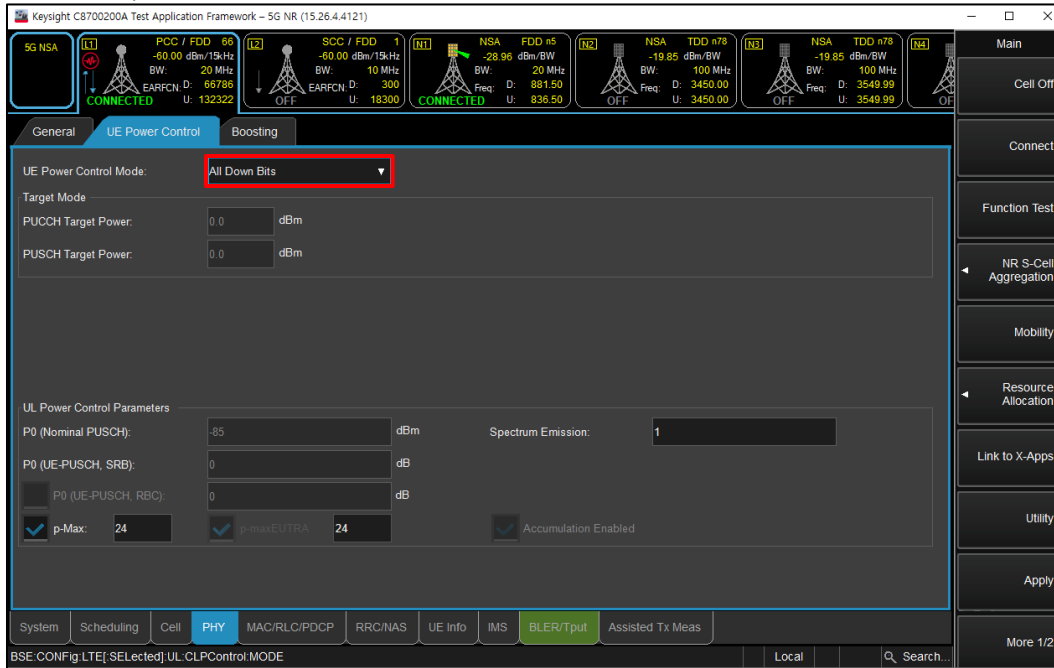 Keysight C8700200A Test Application Framework – 5G NR (15.26.4.4121)
5G NSA
L1 PCC / FDD 66
-60.00 dBm/15kHz
BW: 20 MHz
EARFCN: D: 66786
U: 132322
CONNECTED
L2 SCC / FDD 1
-60.00 dBm/15kHz
BW: 10 MHz
EARFCN: D: 300
U: 18300
OFF
N1 NSA FDD n5
-28.96 dBm/BW
BW: 20 MHz
Freq: D: 881.50
U: 836.50
CONNECTED
N2 NSA TDD n78
-19.85 dBm/BW
BW: 100 MHz
Freq: D: 3450.00
U: 3450.00
OFF
N3 NSA TDD n78
-19.85 dBm/BW
BW: 100 MHz
Freq: D: 3549.99
U: 3549.99
OFF
N4
OF
General UE Power Control Boosting
UE Power Control Mode: All Down Bits
Target Mode
PUCCH Target Power: 0.0 dBm
PUSCH Target Power: 0.0 dBm
UL Power Control Parameters
P0 (Nominal PUSCH): -85 dBm Spectrum Emission: 1
P0 (UE-PUSCH, SRB): 0 dB
P0 (UE-PUSCH, RBC): 0 dB
p-Max: 24 p-maxEUTRA 24 Accumulation Enabled
System Scheduling Cell PHY MAC/RLC/PDCP RRC/NAS UE Info IMS BLER/Tput Assisted Tx Meas
BSE:CONFig:LTE[:SELected]:UL:CLPControl:MODE Local Search...
Main
Cell Off
Connect
Function Test
NR S-Cell
Aggregation
Mobility
Resource
Allocation
Link to X-Apps
Utility
Apply
More 1/2